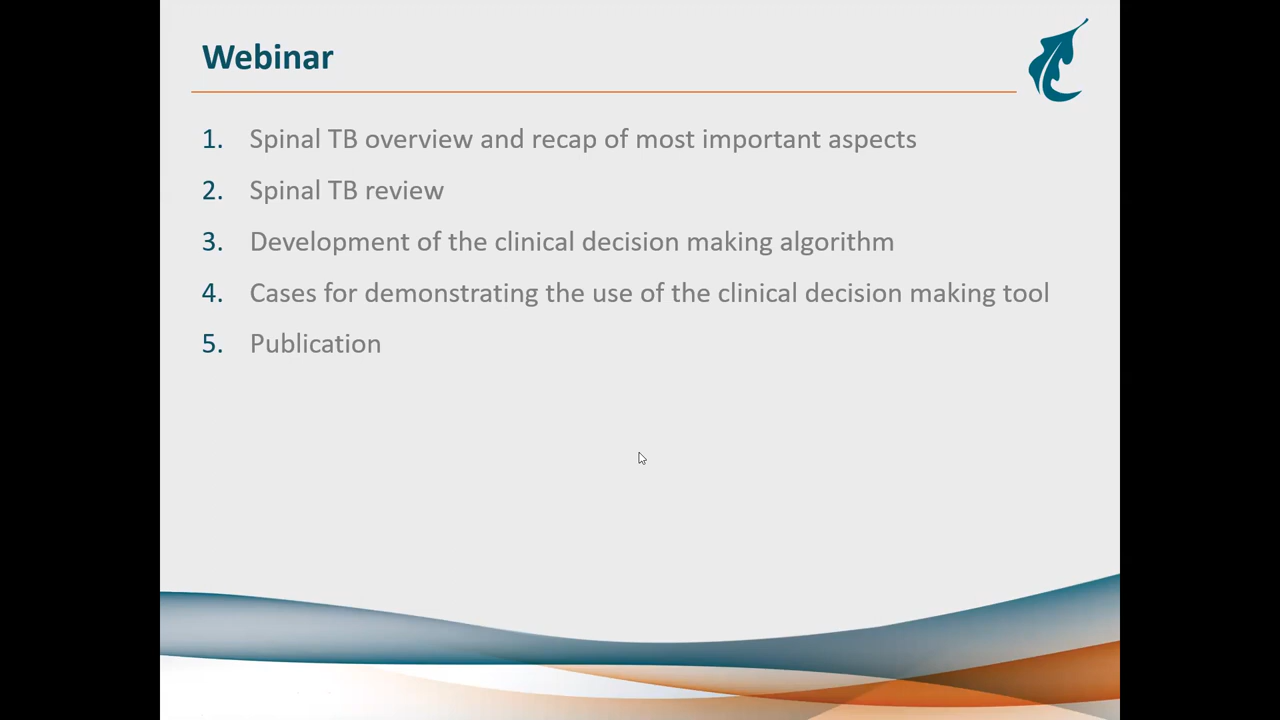 Webinar
1. Spinal TB overview and recap of most important aspects
2. Spinal TB review
3. Development of the clinical decision making algorithm
4. Cases for demonstrating the use of the clinical decision making tool
5. Publication